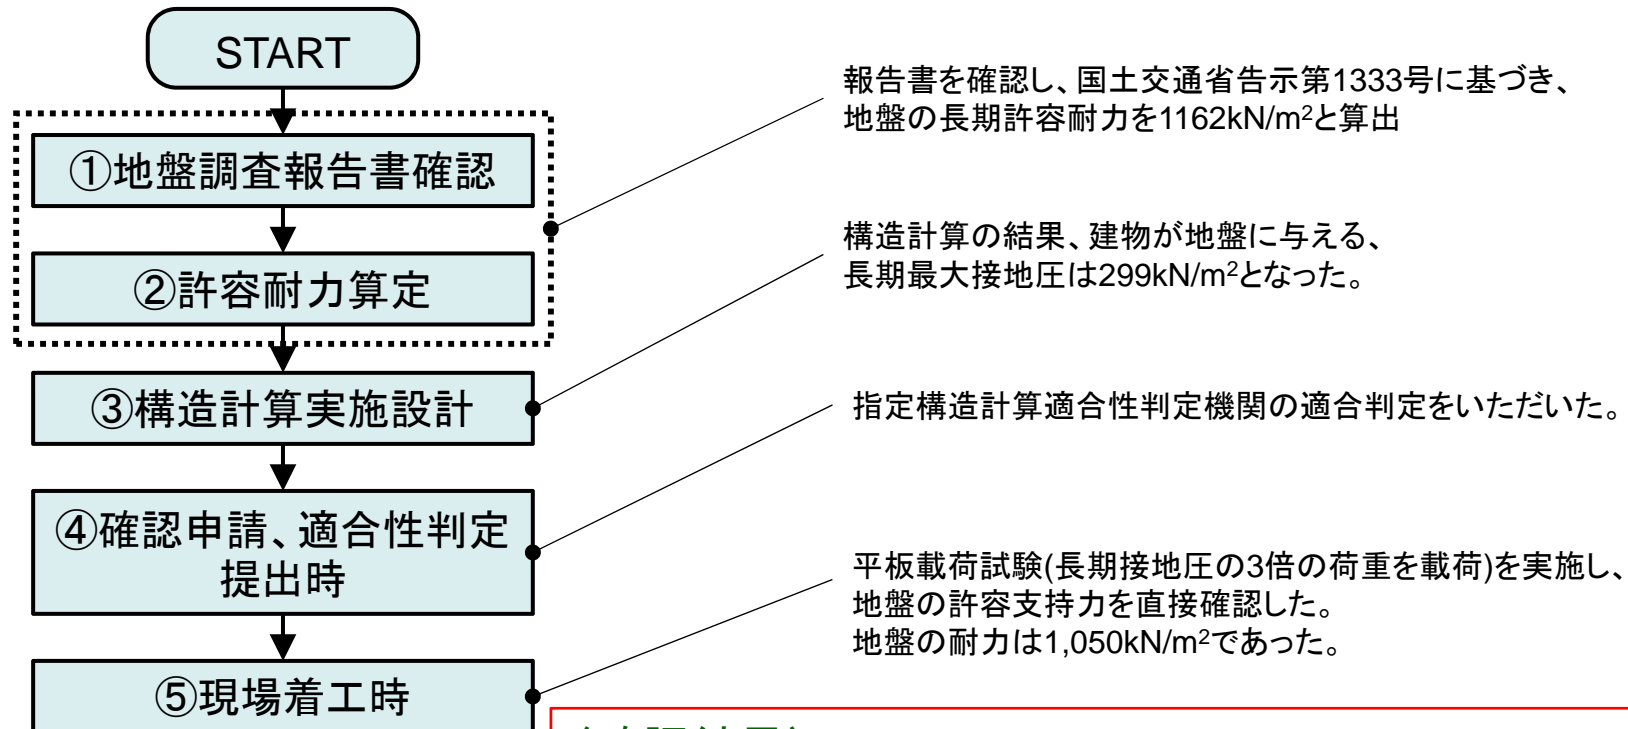 START
①地盤調査報告書確認
②許容耐力算定
③構造計算実施設計
④確認申請、適合性判定
提出時
⑤現場着工時
報告書を確認し、国土交通省告示第1333号に基づき、
地盤の長期許容耐力を1162kN/m²と算出
構造計算の結果、建物が地盤に与える、
長期最大接地圧は299kN/m²となった。
指定構造計算適合性判定機関の適合判定をいただいた。
平板載荷試験(長期接地圧の3倍の荷重を載荷)を実施し、
地盤の許容支持力を直接確認した。
地盤の耐力は1,050kN/m²であった。